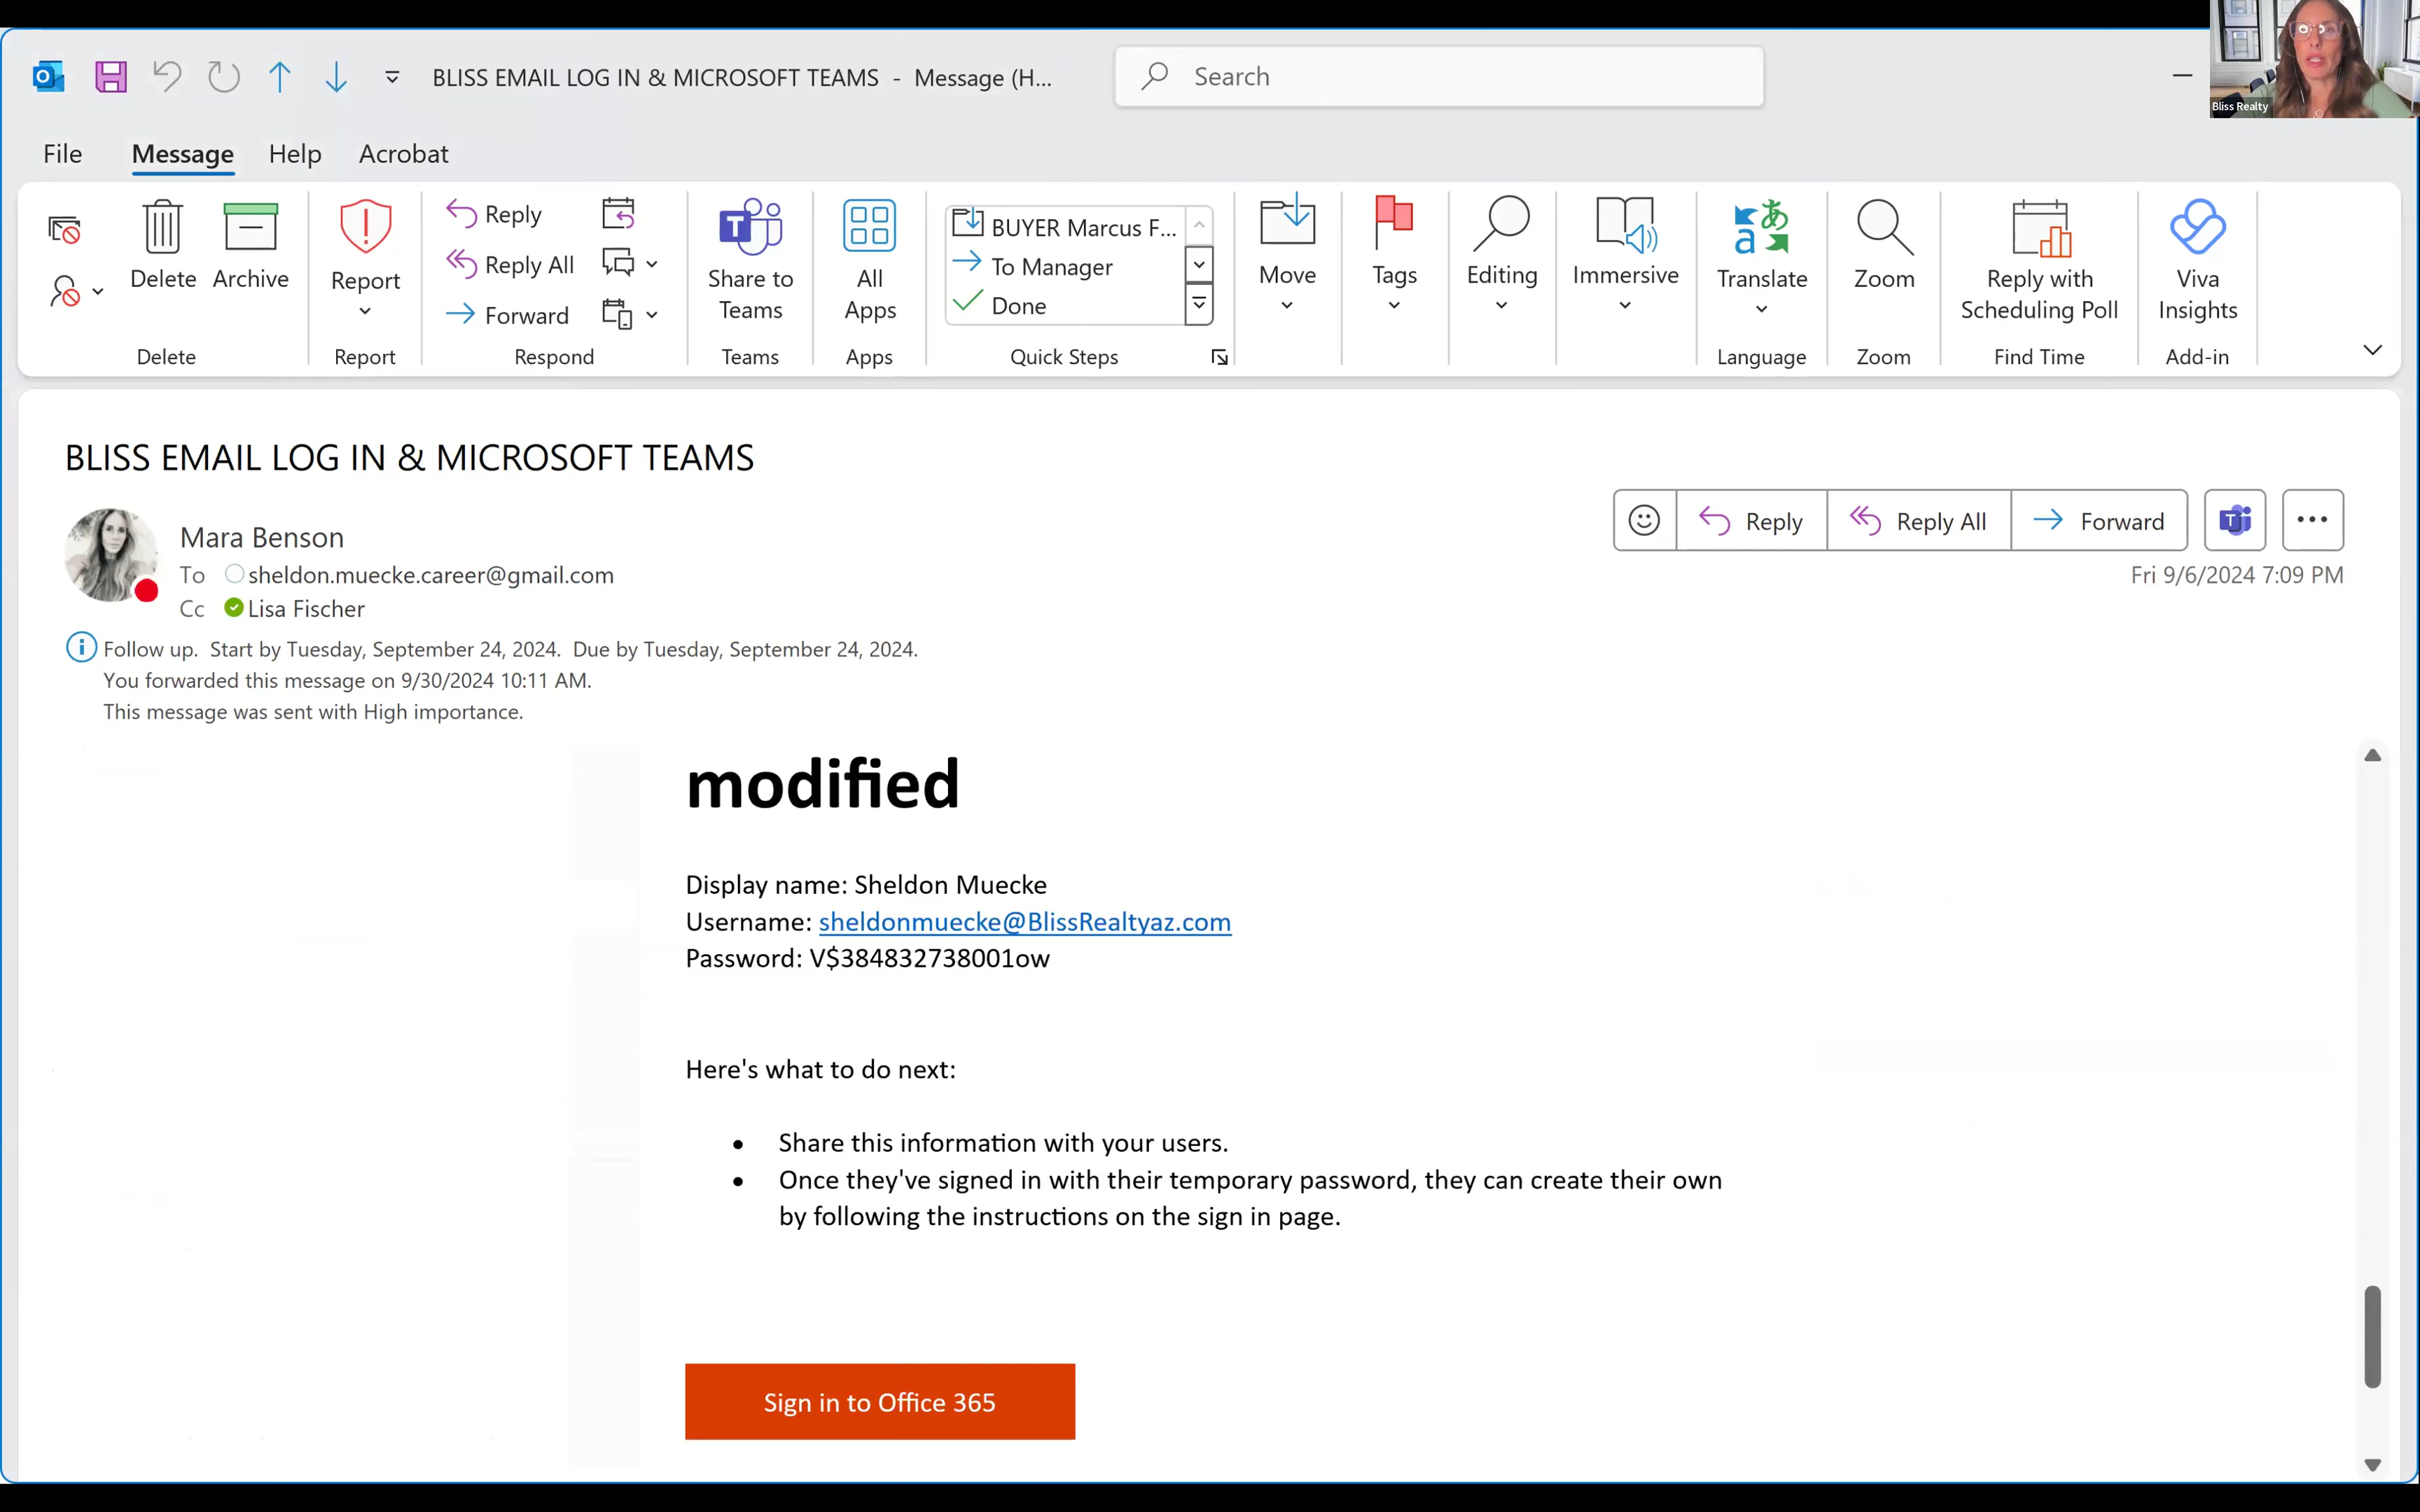 BLISS EMAIL LOG IN & MICROSOFT TEAMS - Message (H...
Search
Bliss Realty
File Message Help Acrobat
Delete Archive
Delete
Report
Report
Reply
Reply All
Forward
Respond
Share to Teams
Teams
All Apps
Apps
BUYER Marcus F...
To Manager
Done
Quick Steps
Move
Tags
Editing
Immersive
Translate
Language
Zoom
Zoom
Reply with Scheduling Poll
Find Time
Viva Insights
Add-in
BLISS EMAIL LOG IN & MICROSOFT TEAMS
Mara Benson
To sheldon.muecke.career@gmail.com
Cc Lisa Fischer
Reply Reply All Forward
Fri 9/6/2024 7:09 PM
Follow up. Start by Tuesday, September 24, 2024. Due by Tuesday, September 24, 2024.
You forwarded this message on 9/30/2024 10:11 AM.
This message was sent with High importance.
modified
Display name: Sheldon Muecke
Username: sheldonmuecke@BlissRealtyaz.com
Password: V$384832738001ow
Here's what to do next:
• Share this information with your users.
• Once they've signed in with their temporary password, they can create their own
by following the instructions on the sign in page.
Sign in to Office 365